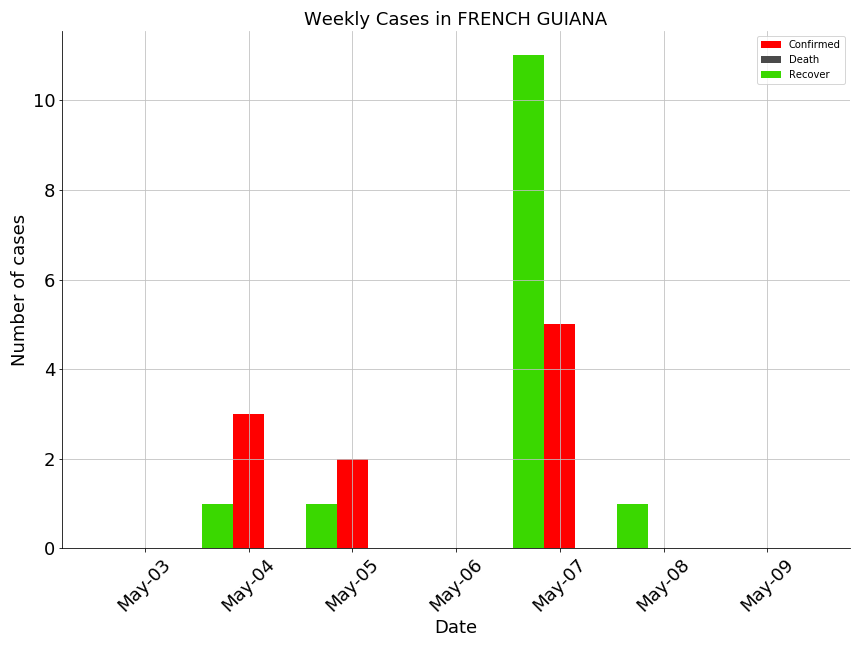 Weekly Cases in FRENCH GUIANA
Confirmed
Death
Recover
Number of cases
10
8
6
4
2
0
May-03
May-04
May-05
May-06
May-07
May-08
May-09
Date